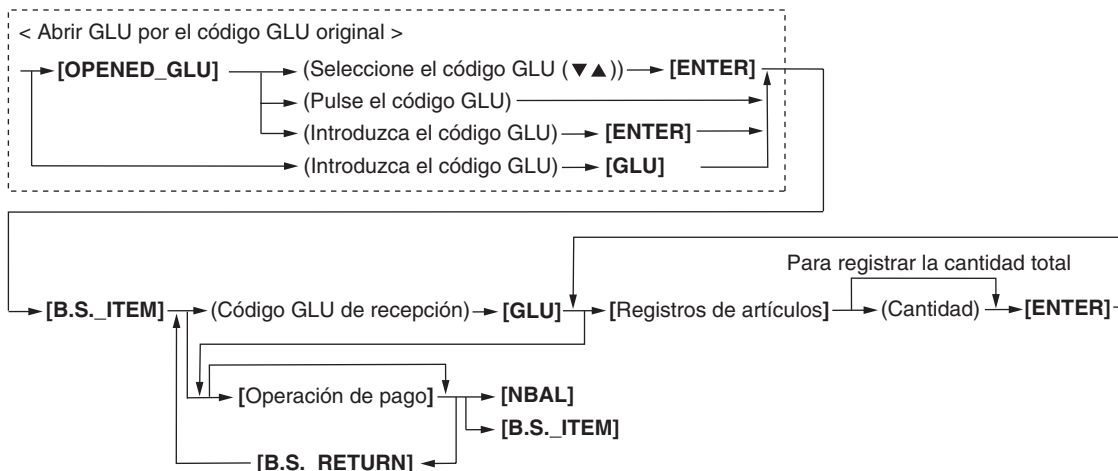 < Abrir GLU por el código GLU original >
[OPENED_GLU] (Seleccione el código GLU (▼▲)) [ENTER]
(Pulse el código GLU)
(Introduzca el código GLU) [ENTER]
(Introduzca el código GLU) [GLU]
Para registrar la cantidad total
[B.S._ITEM] (Código GLU de recepción) [GLU] [Registros de artículos] (Cantidad) [ENTER]
[Operación de pago] [NBAL]
[B.S._ITEM]
[B.S. RETURN]